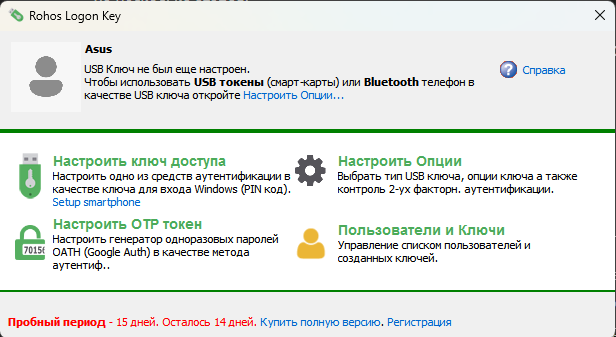 Rohos Logon Key
Asus
USB Ключ не был еще настроен.
Чтобы использовать USB токены (смарт-карты) или Bluetooth телефон в
качестве USB ключа откройте Настроить Опции...
Справка
Настроить ключ доступа
Настроить одно из средств аутентификации в
качестве ключа для входа Windows (PIN код).
Setup smartphone
Настроить Опции
Выбрать тип USB ключа, опции ключа а также
контроль 2-ух факторн. аутентификации.
Настроить OTP токен
Настроить генератор одноразовых паролей
OATH (Google Auth) в качестве метода
аутентиф..
70156
Пользователи и Ключи
Управление списком пользователей и
созданных ключей.
Пробный период - 15 дней. Осталось 14 дней. Купить полную версию. Регистрация